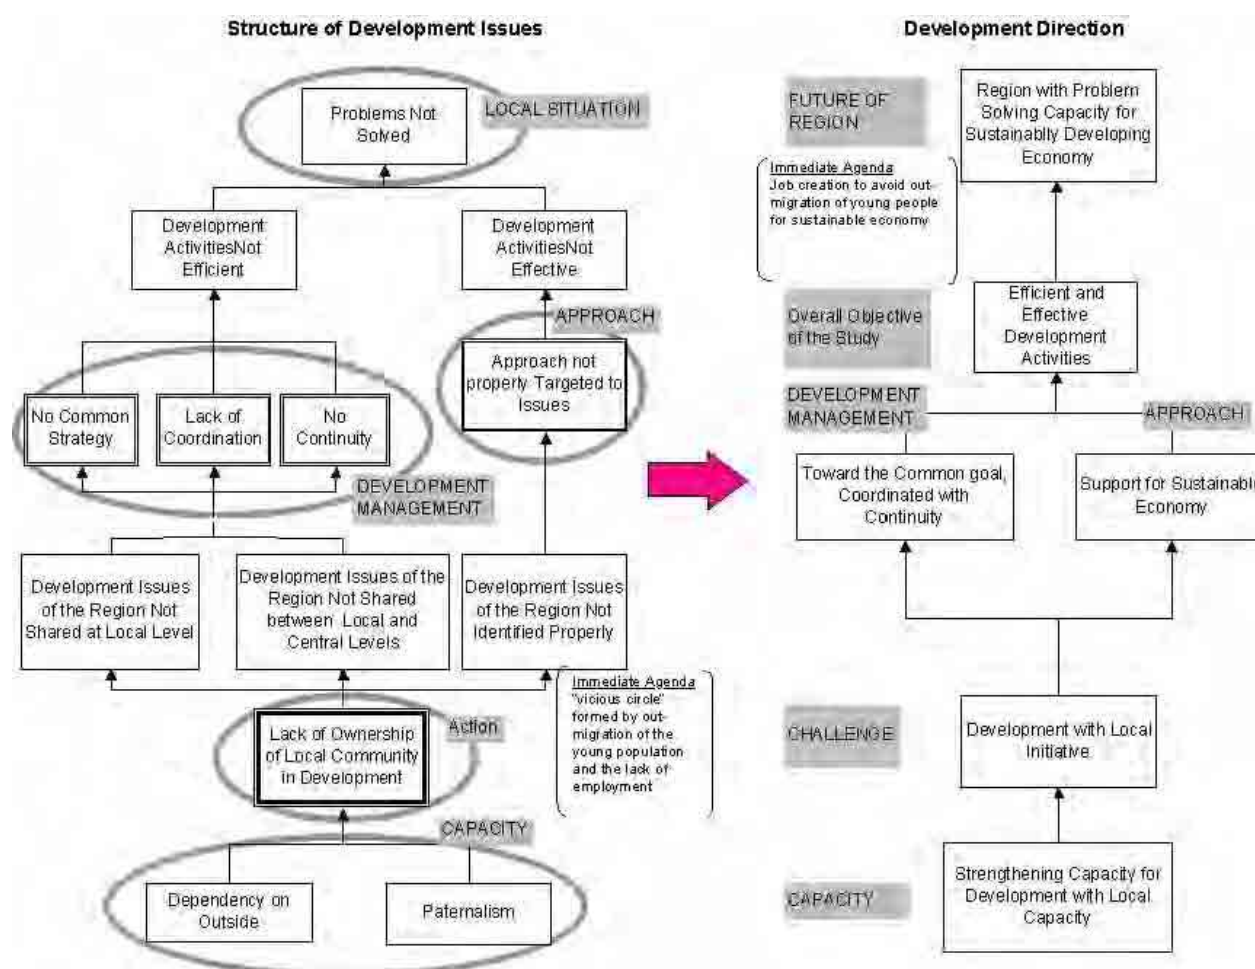 Structure of Development Issues
Problems Not
Solved
LOCAL SITUATION
Development
ActivitiesNot
Efficient
Development
ActivitiesNot
Effective
APPROACH
Approach not
properly Targeted to
Issues
No Common
Strategy
Lack of
Coordination
No
Continuity
DEVELOPMENT
MANAGEMENT
Development Issues
of the Region Not
Shared at Local Level
Development Issues of the
Region Not Shared
between Local and
Central Levels
Development Issues
of the Region Not
Identified Properly
Immediate Agenda
"vicious circle"
formed by out-
migration of the
young population
and the lack of
employment
Lack of Ownership
of Local Community
in Development
Action
CAPACITY
Dependency on
Outside
Paternalism
Development Direction
FUTURE OF
REGION
Region with Problem
Solving Capacity for
Sustainablly Developing
Economy
Immediate Agenda
Job creation to avoid out-
migration of young people
for sustainable economy
Overall Objective
of the Study
Efficient and
Effective
Development
Activities
DEVELOPMENT
MANAGEMENT
APPROACH
Toward the Common goal,
Coordinated with
Continuity
Support for Sustainable
Economy
CHALLENGE
Development with Local
Initiative
CAPACITY
Strengthening Capacity for
Development with Local
Capacity